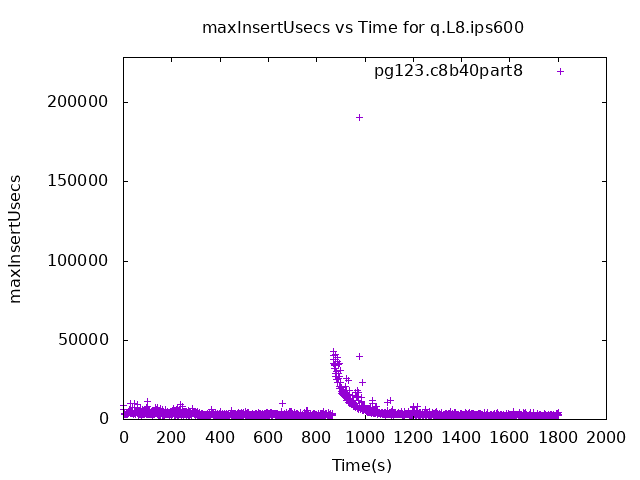 maxInsertUsecs vs Time for q.L8.ips600
pg123.c8b40part8
200000
150000
100000
50000
0
maxInsertUsecs
0 200 400 600 800 1000 1200 1400 1600 1800 2000
Time(s)